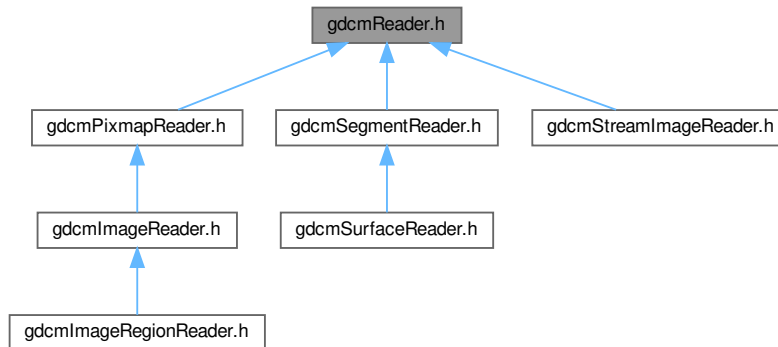 gdcmReader.h
gdcmPixmapReader.h
gdcmSegmentReader.h
gdcmStreamImageReader.h
gdcmImageReader.h
gdcmSurfaceReader.h
gdcmImageRegionReader.h